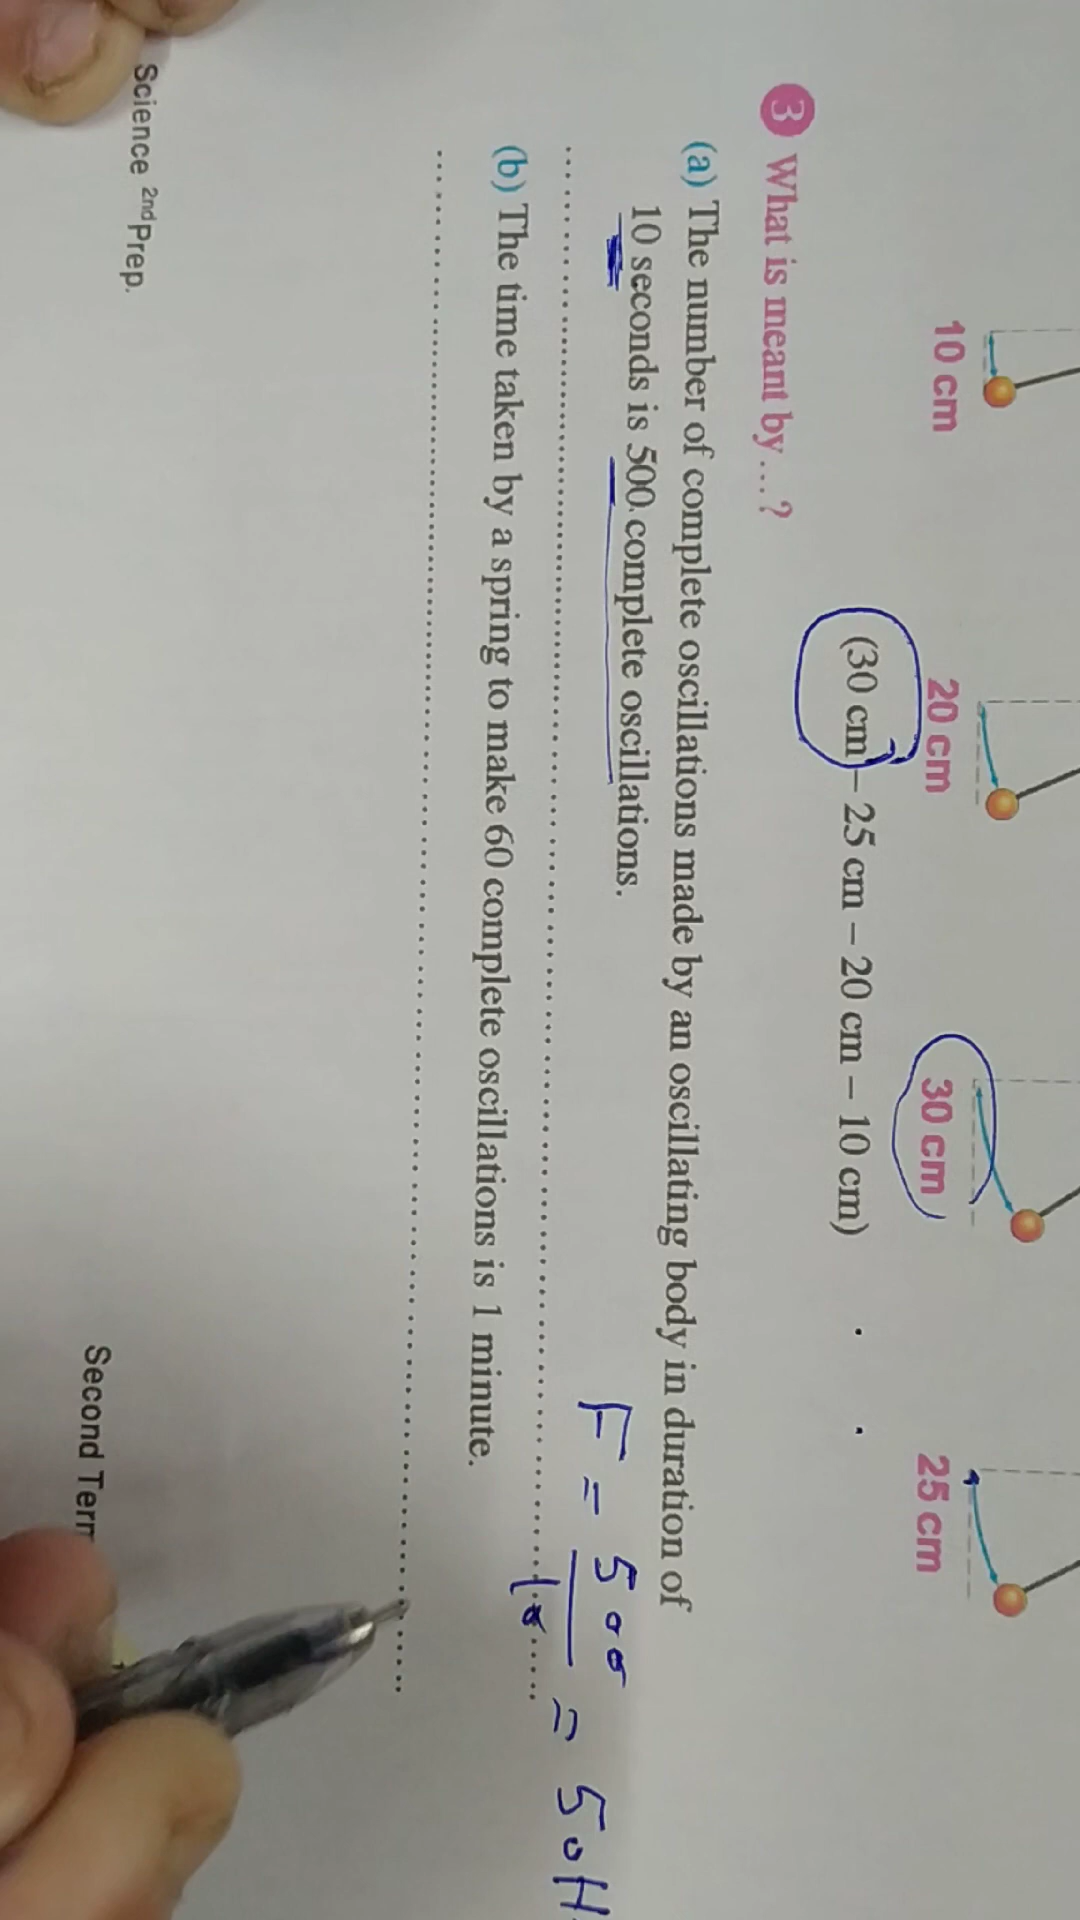 10 cm 20 cm 30 cm 25 cm
(30 cm – 25 cm – 20 cm – 10 cm)
3 What is meant by...?
(a) The number of complete oscillations made by an oscillating body in duration of
10 seconds is 500 complete oscillations.
F = 500 / 10 = 50 H
(b) The time taken by a spring to make 60 complete oscillations is 1 minute.
Science 2nd Prep. Second Term